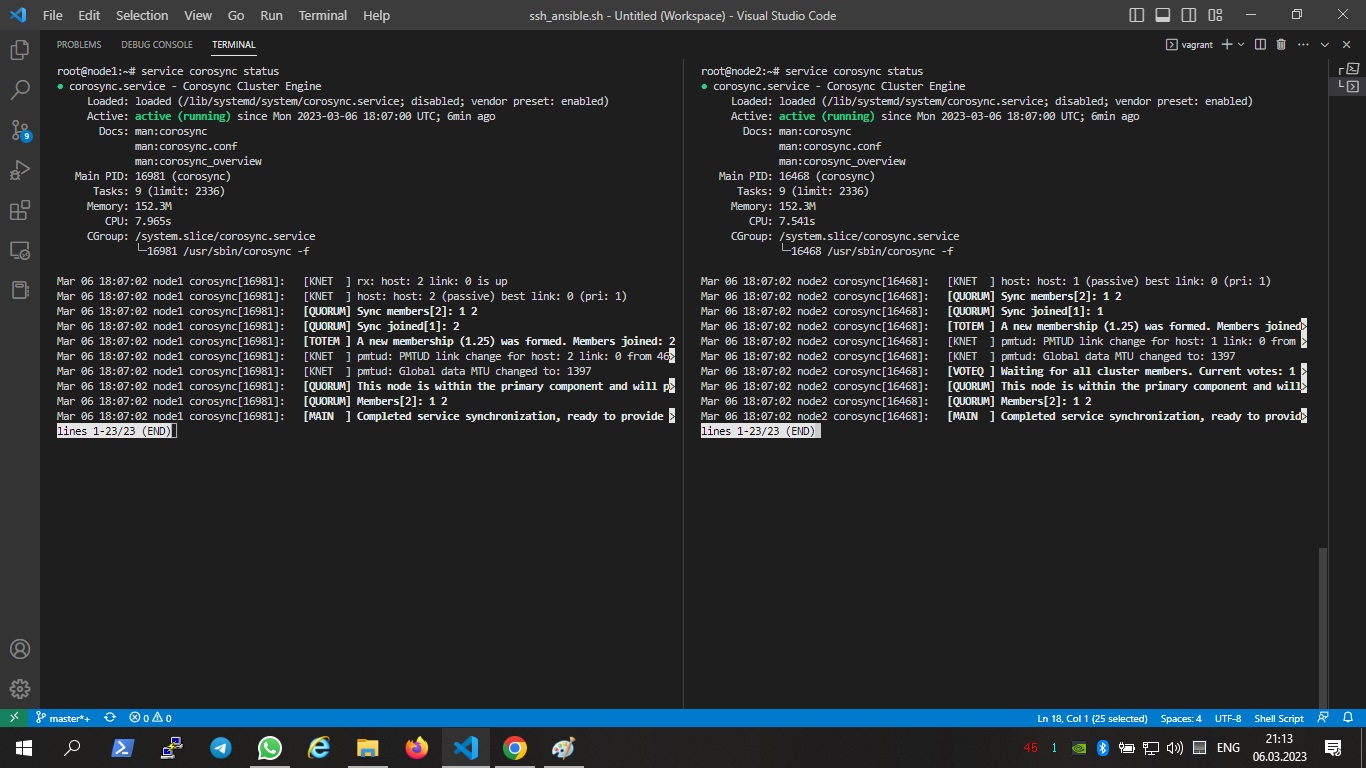 File Edit Selection View Go Run Terminal Help ssh_ansible.sh - Untitled (Workspace) - Visual Studio Code
PROBLEMS DEBUG CONSOLE TERMINAL vagrant
root@node1:~# service corosync status
● corosync.service - Corosync Cluster Engine
Loaded: loaded (/lib/systemd/system/corosync.service; disabled; vendor preset: enabled)
Active: active (running) since Mon 2023-03-06 18:07:00 UTC; 6min ago
Docs: man:corosync
man:corosync.conf
man:corosync_overview
Main PID: 16981 (corosync)
Tasks: 9 (limit: 2336)
Memory: 152.3M
CPU: 7.965s
CGroup: /system.slice/corosync.service
└─16981 /usr/sbin/corosync -f
Mar 06 18:07:02 node1 corosync[16981]: [KNET ] rx: host: 2 link: 0 is up
Mar 06 18:07:02 node1 corosync[16981]: [KNET ] host: host: 2 (passive) best link: 0 (pri: 1)
Mar 06 18:07:02 node1 corosync[16981]: [QUORUM] Sync members[2]: 1 2
Mar 06 18:07:02 node1 corosync[16981]: [QUORUM] Sync joined[1]: 2
Mar 06 18:07:02 node1 corosync[16981]: [TOTEM ] A new membership (1.25) was formed. Members joined: 2
Mar 06 18:07:02 node1 corosync[16981]: [KNET ] pmtud: PMTUD link change for host: 2 link: 0 from 46>
Mar 06 18:07:02 node1 corosync[16981]: [KNET ] pmtud: Global data MTU changed to: 1397
Mar 06 18:07:02 node1 corosync[16981]: [QUORUM] This node is within the primary component and will p>
Mar 06 18:07:02 node1 corosync[16981]: [QUORUM] Members[2]: 1 2
Mar 06 18:07:02 node1 corosync[16981]: [MAIN ] Completed service synchronization, ready to provide >
lines 1-23/23 (END)
root@node2:~# service corosync status
● corosync.service - Corosync Cluster Engine
Loaded: loaded (/lib/systemd/system/corosync.service; disabled; vendor preset: enabled)
Active: active (running) since Mon 2023-03-06 18:07:00 UTC; 6min ago
Docs: man:corosync
man:corosync.conf
man:corosync_overview
Main PID: 16468 (corosync)
Tasks: 9 (limit: 2336)
Memory: 152.3M
CPU: 7.541s
CGroup: /system.slice/corosync.service
└─16468 /usr/sbin/corosync -f
Mar 06 18:07:02 node2 corosync[16468]: [KNET ] host: host: 1 (passive) best link: 0 (pri: 1)
Mar 06 18:07:02 node2 corosync[16468]: [QUORUM] Sync members[2]: 1 2
Mar 06 18:07:02 node2 corosync[16468]: [QUORUM] Sync joined[1]: 1
Mar 06 18:07:02 node2 corosync[16468]: [TOTEM ] A new membership (1.25) was formed. Members joined>
Mar 06 18:07:02 node2 corosync[16468]: [KNET ] pmtud: PMTUD link change for host: 1 link: 0 from >
Mar 06 18:07:02 node2 corosync[16468]: [KNET ] pmtud: Global data MTU changed to: 1397
Mar 06 18:07:02 node2 corosync[16468]: [VOTEQ ] Waiting for all cluster members. Current votes: 1 >
Mar 06 18:07:02 node2 corosync[16468]: [QUORUM] This node is within the primary component and will>
Mar 06 18:07:02 node2 corosync[16468]: [QUORUM] Members[2]: 1 2
Mar 06 18:07:02 node2 corosync[16468]: [MAIN ] Completed service synchronization, ready to provid>
lines 1-23/23 (END)
9
master*+ 0 0 Ln 18, Col 1 (25 selected) Spaces: 4 UTF-8 Shell Script
45 1 ENG 21:13
06.03.2023